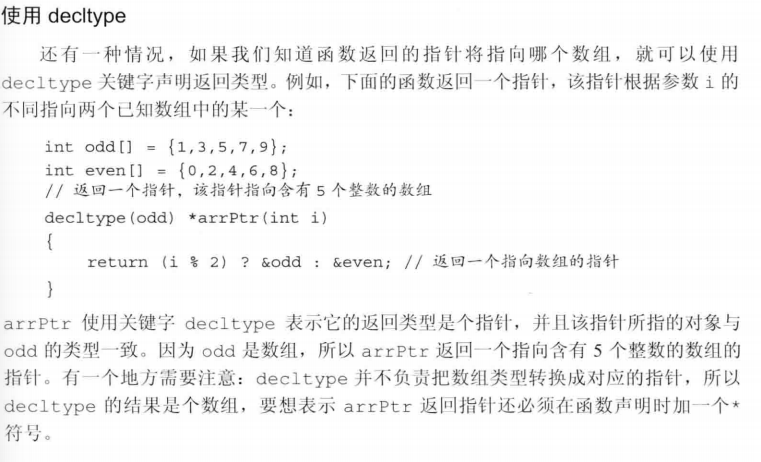 使用 decltype
还有一种情况，如果我们知道函数返回的指针将指向哪个数组，就可以使用
decltype 关键字声明返回类型。例如，下面的函数返回一个指针，该指针根据参数 i 的
不同指向两个已知数组中的某一个：
int odd[] = {1,3,5,7,9};
int even[] = {0,2,4,6,8};
// 返回一个指针，该指针指向含有 5 个整数的数组
decltype(odd) *arrPtr(int i)
{
return (i % 2) ? &odd : &even; // 返回一个指向数组的指针
}
arrPtr 使用关键字 decltype 表示它的返回类型是个指针，并且该指针所指的对象与
odd 的类型一致。因为 odd 是数组，所以 arrPtr 返回一个指向含有 5 个整数的数组的
指针。有一个地方需要注意：decltype 并不负责把数组类型转换成对应的指针，所以
decltype 的结果是个数组，要想表示 arrPtr 返回指针还必须在函数声明时加一个*
符号。